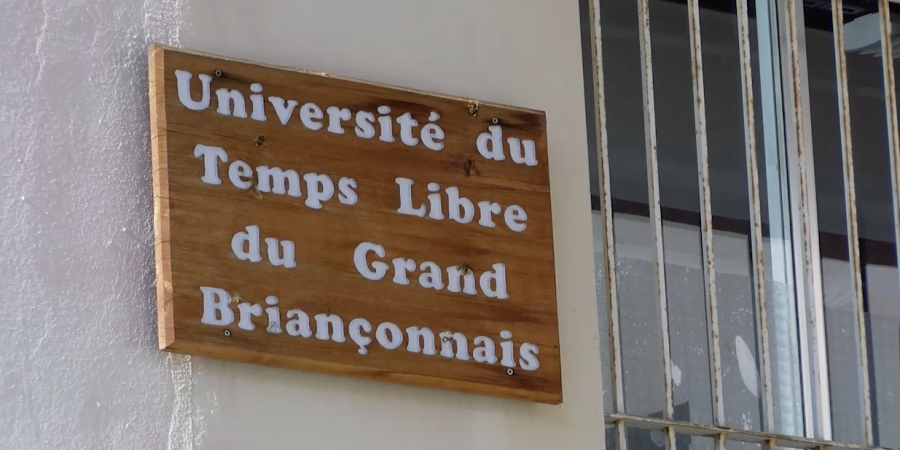 Université du
Temps Libre
du Grand
Briançonnais